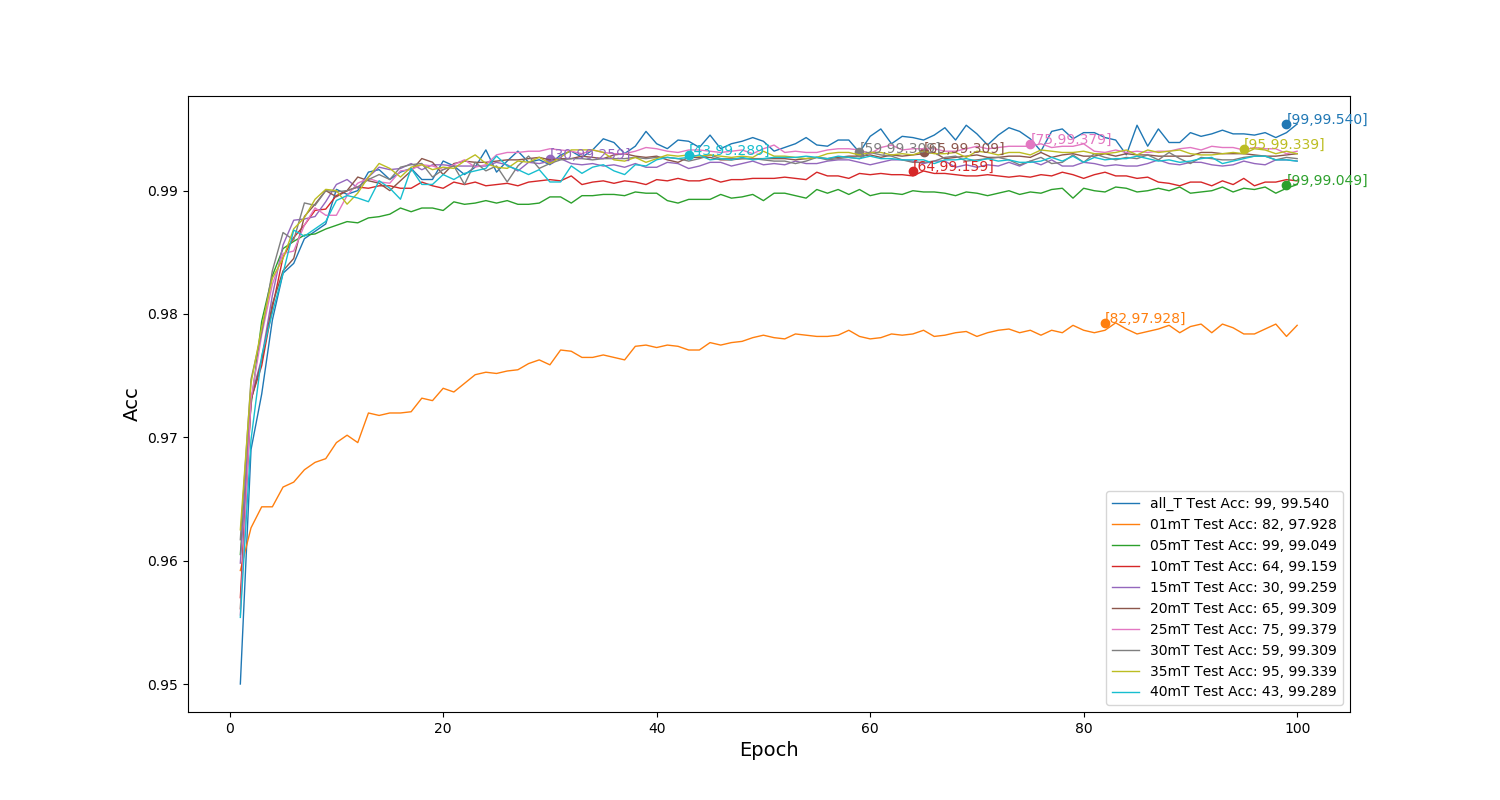 [99,99.540]
[75,99.379]
[95,99.339]
[43,99.289]
[65,99.309]
[64,99.159]
[99,99.049]
[82,97.928]
0.99
0.98
0.97
0.96
0.95
Acc
0 20 40 60 80 100
Epoch
all_T Test Acc: 99, 99.540
01mT Test Acc: 82, 97.928
05mT Test Acc: 99, 99.049
10mT Test Acc: 64, 99.159
15mT Test Acc: 30, 99.259
20mT Test Acc: 65, 99.309
25mT Test Acc: 75, 99.379
30mT Test Acc: 59, 99.309
35mT Test Acc: 95, 99.339
40mT Test Acc: 43, 99.289